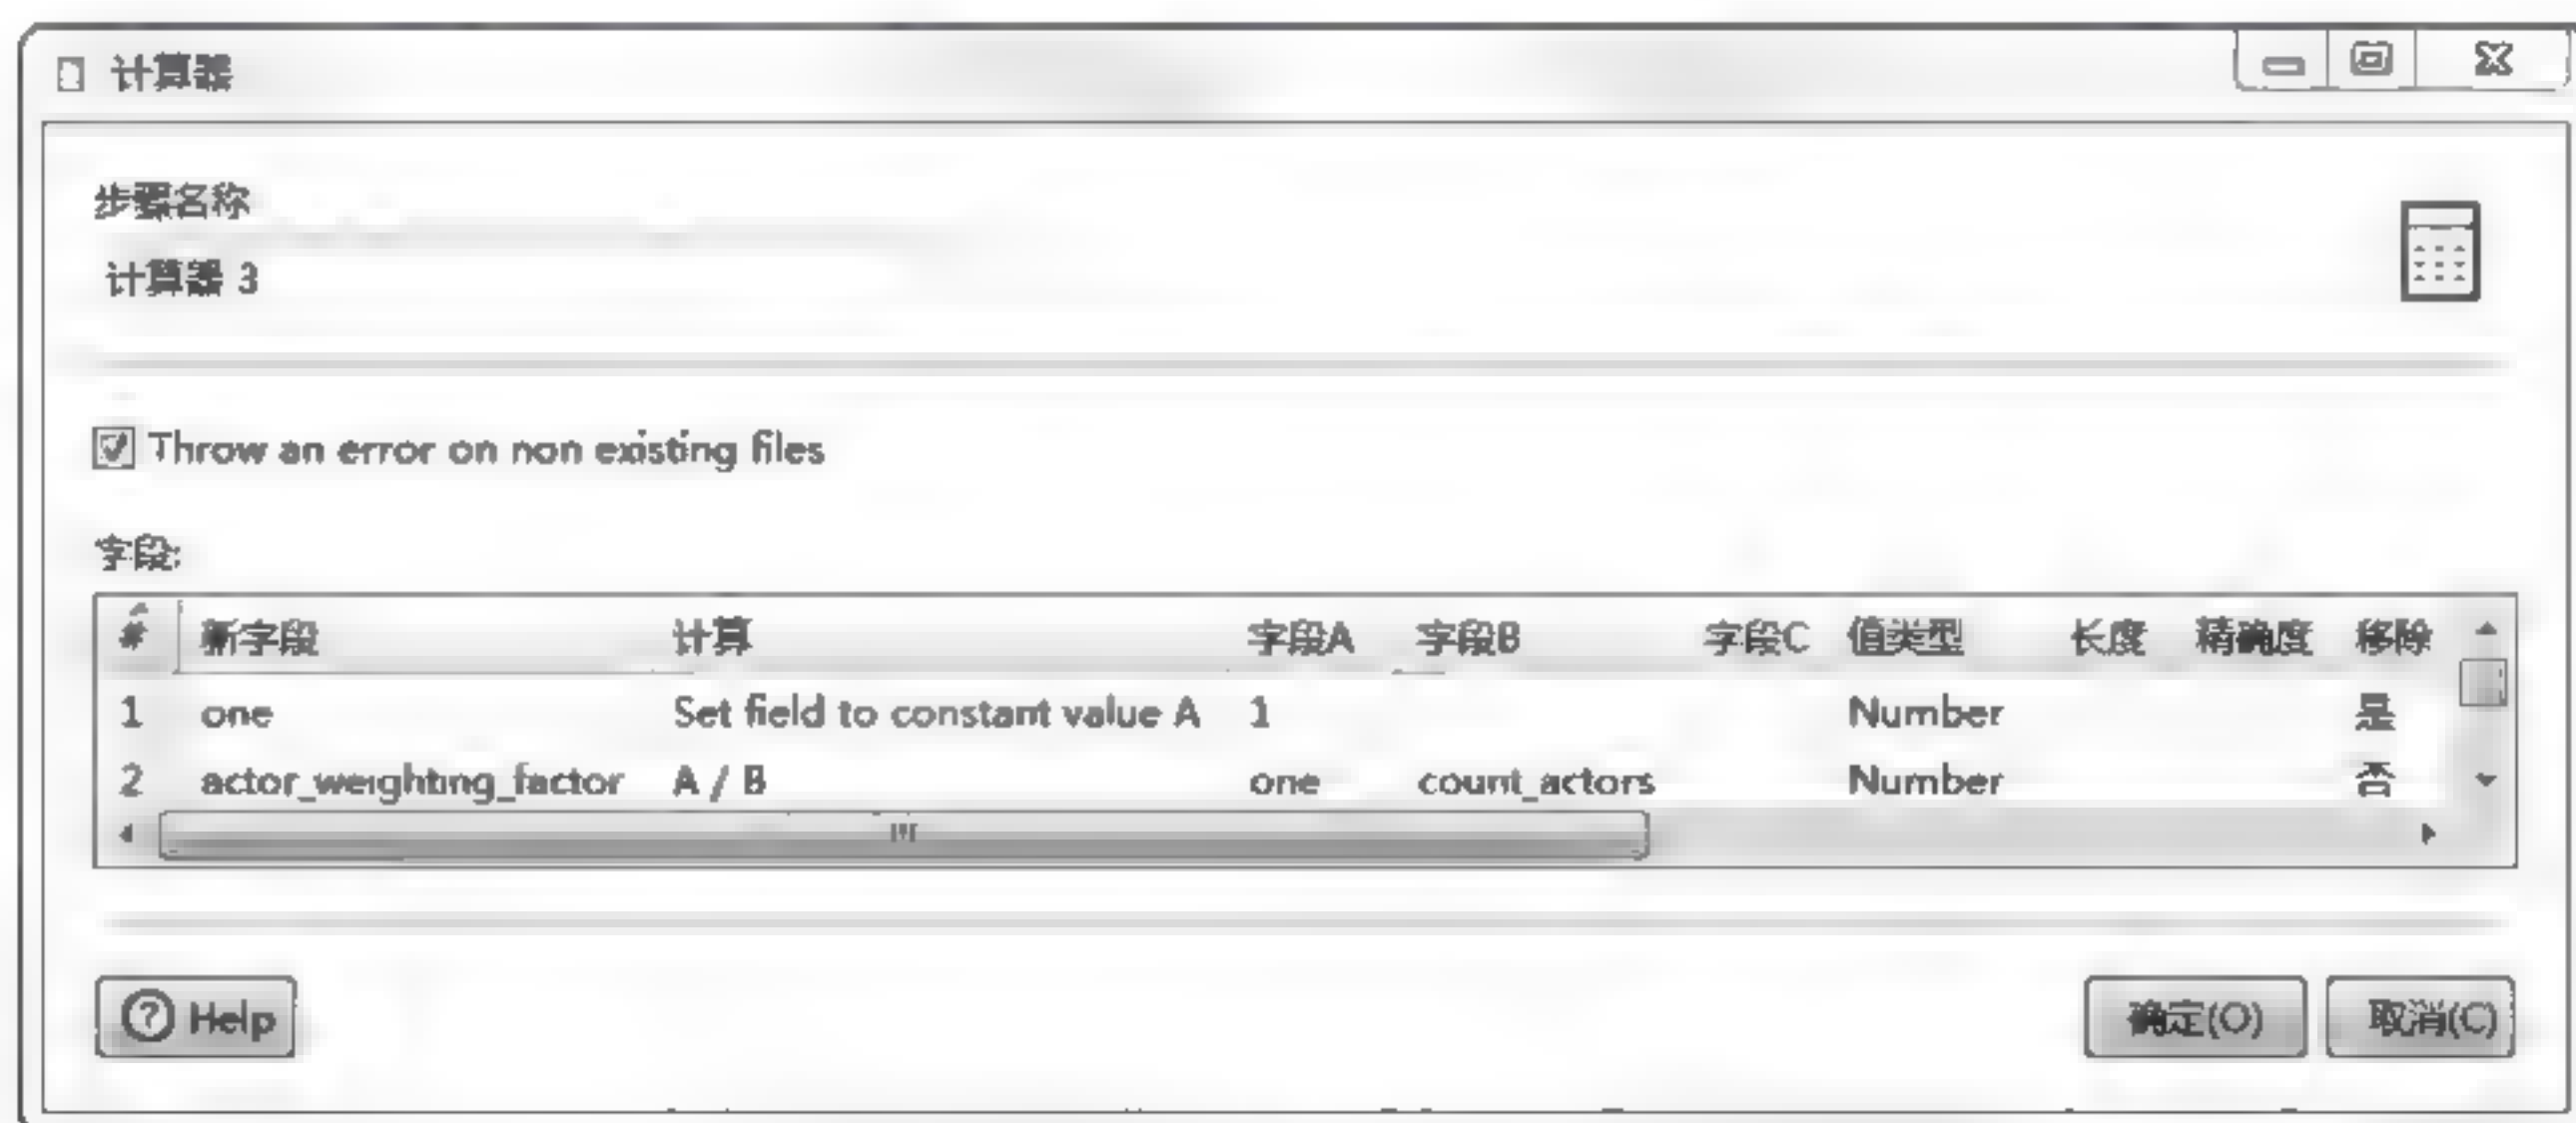 计算器
步骤名称
计算器 3
Throw an error on non existing files
字段:
# 新字段 计算 字段A 字段B 字段C 值类型 长度 精确度 移除
1 one Set field to constant value A 1 Number 是
2 actor_weighting_factor A / B one count_actors Number 否
Help 确定(O) 取消(C)